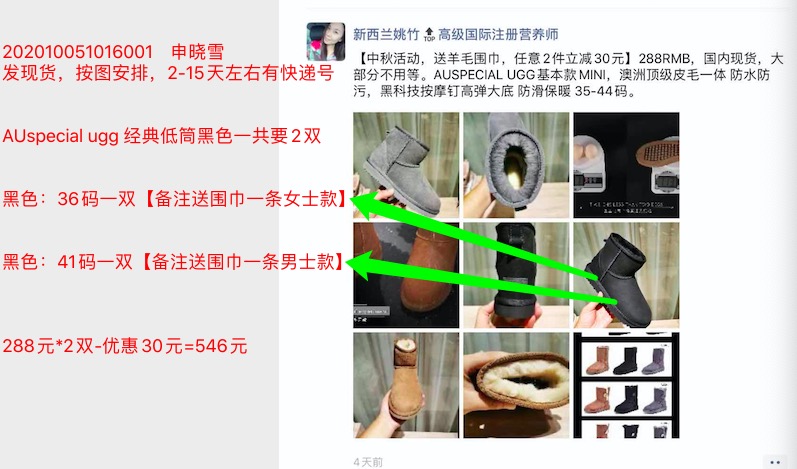 202010051016001 申晓雪
发现货，按图安排，2-15天左右有快递号
AUspecial ugg 经典低筒黑色一共要2双
黑色：36码一双【备注送围巾一条女士款】
黑色：41码一双【备注送围巾一条男士款】
288元*2双-优惠30元=546元
新西兰姚竹TOP高级国际注册营养师
【中秋活动，送羊毛围巾，任意2件立减30元】288RMB，国内现货，大
部分不用等。AUSPECIAL UGG基本款MINI，澳洲顶级皮毛一体 防水防
污，黑科技按摩钉高弹大底 防滑保暖 35-44码。
4天前